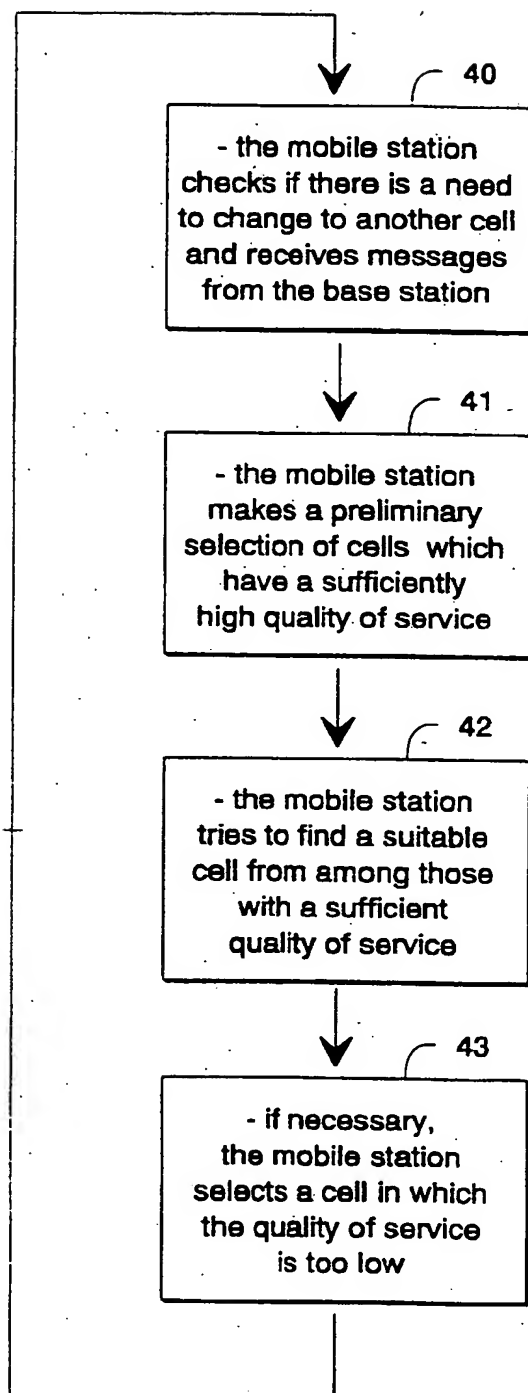 40
- the mobile station
checks if there is a need
to change to another cell
and receives messages
from the base station
41
- the mobile station
makes a preliminary
selection of cells which
have a sufficiently
high quality of service
42
- the mobile station
tries to find a suitable
cell from among those
with a sufficient
quality of service
43
- if necessary,
the mobile station
selects a cell in which
the quality of service
is too low